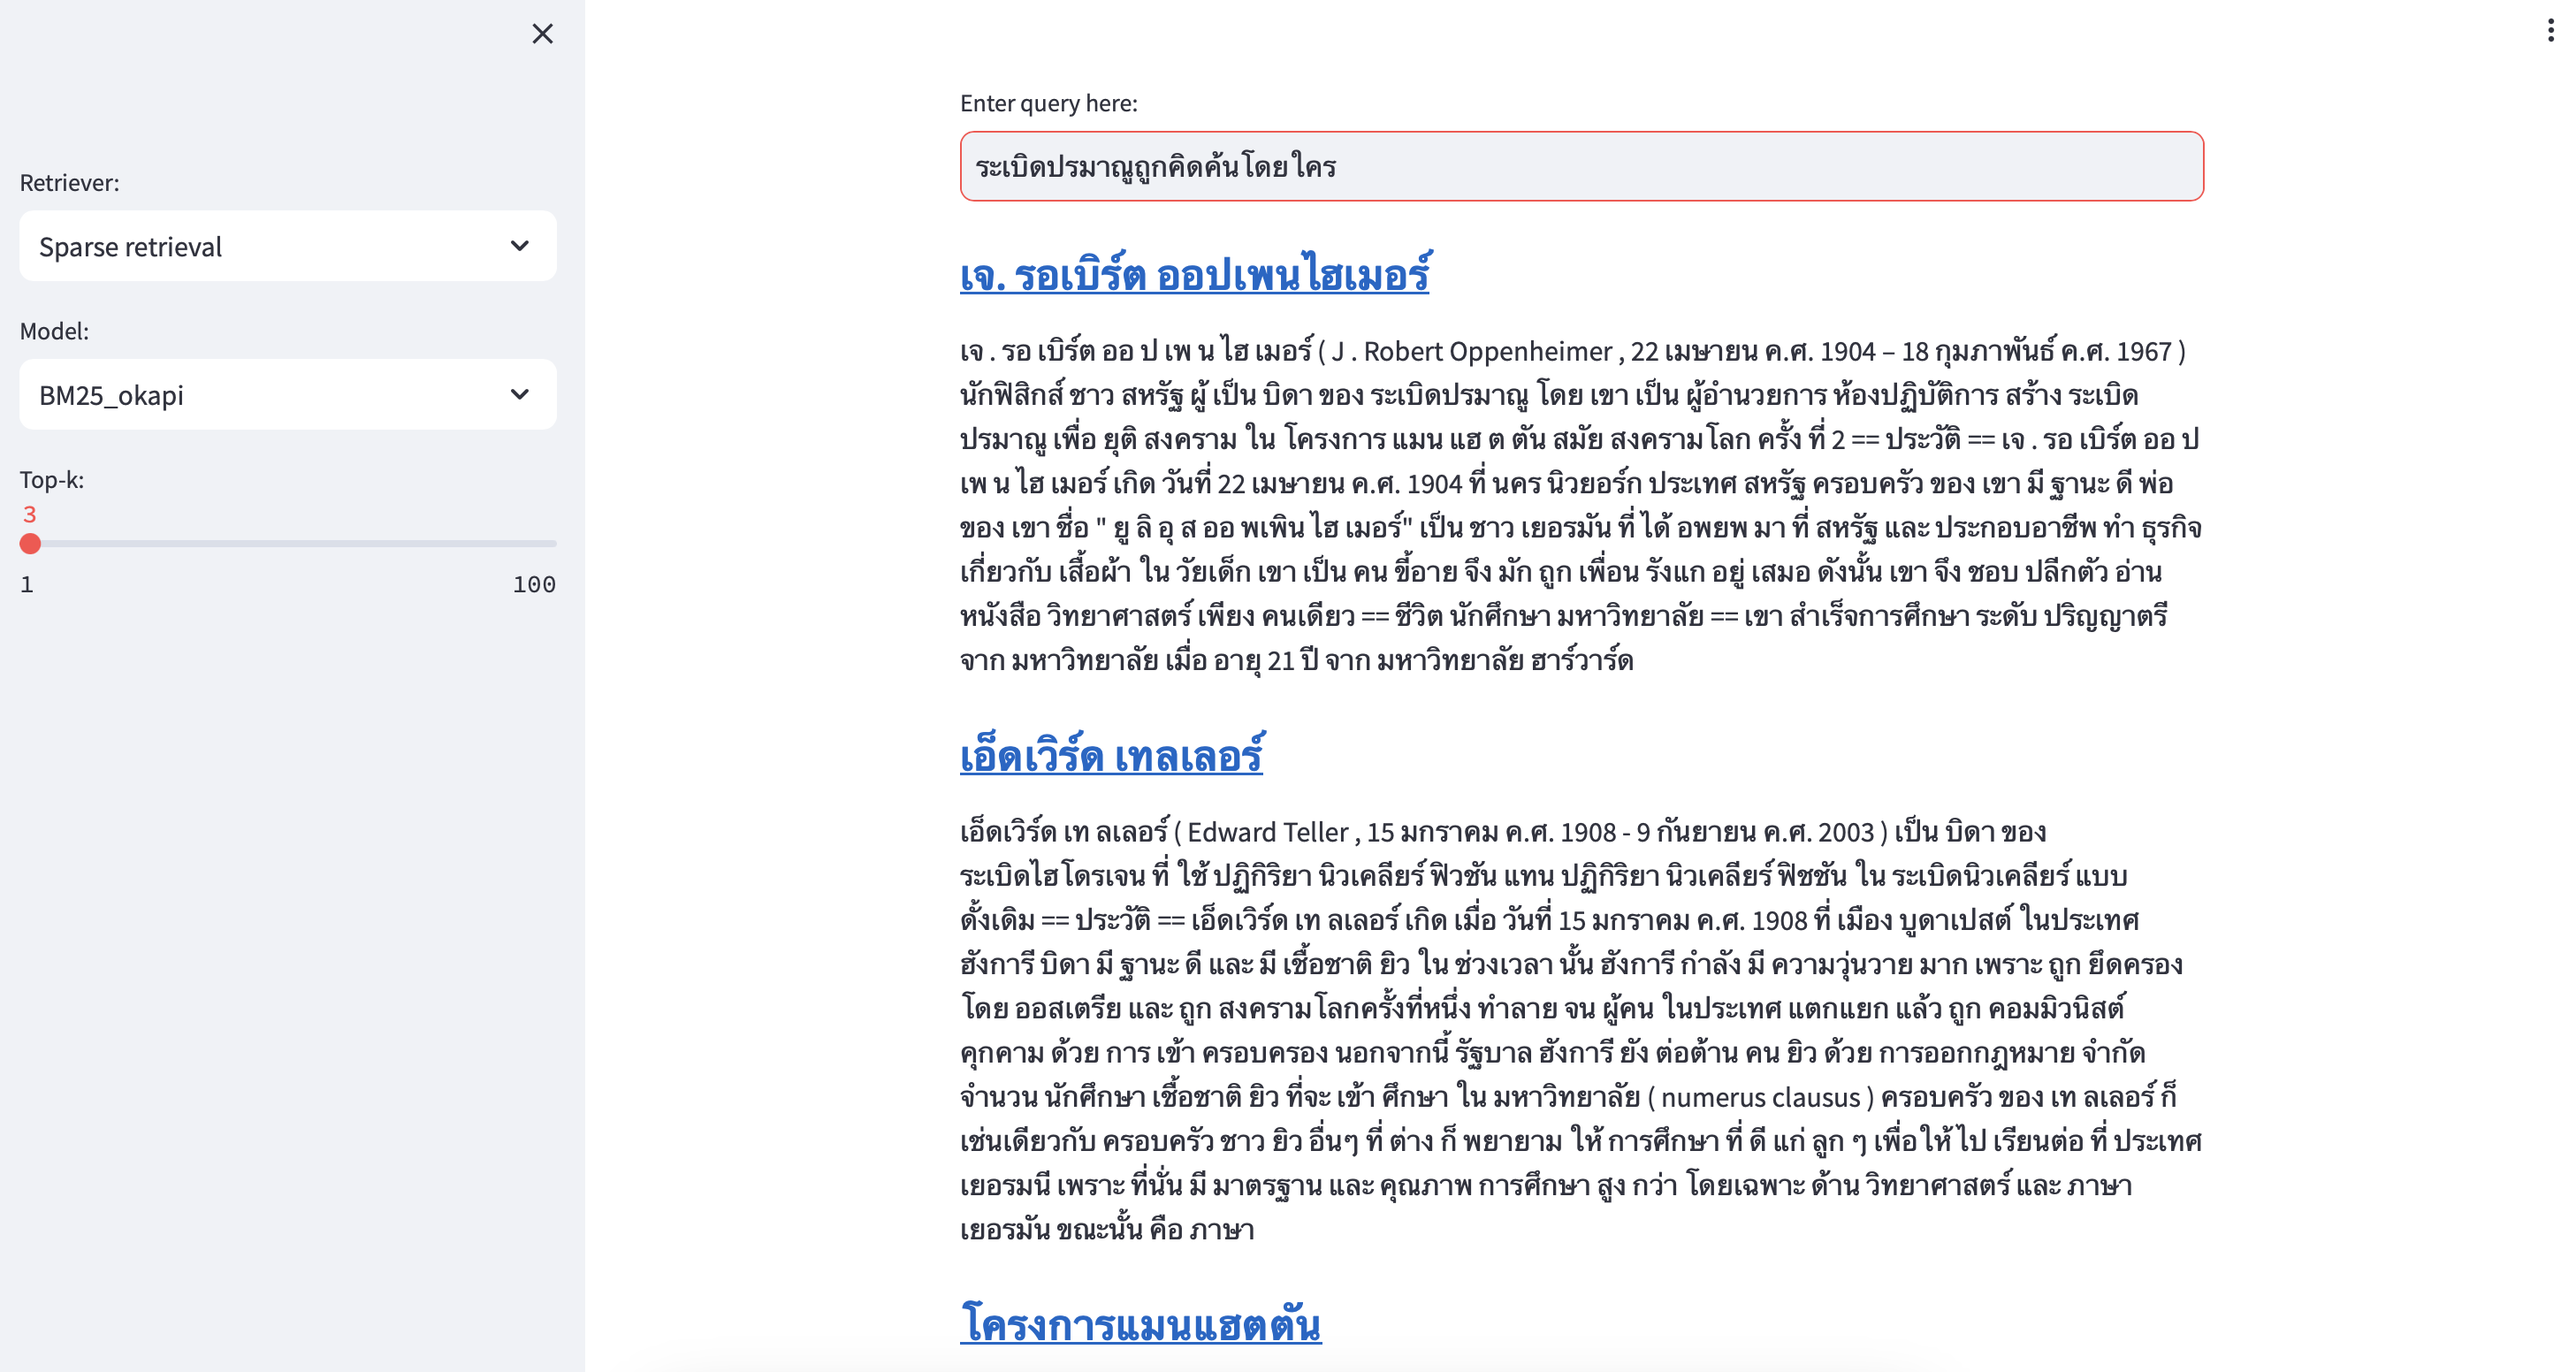 Retriever:
Sparse retrieval
Model:
BM25_okapi
Top-k:
3
1 100
Enter query here:
ระเบิดปรมาณูถูกคิดค้นโดยใคร
เจ. รอเบิร์ต ออปเพนไฮเมอร์
เจ . รอ เบิร์ต ออ ป เพ น ไฮ เมอร์ ( J . Robert Oppenheimer , 22 เมษายน ค.ศ. 1904 – 18 กุมภาพันธ์ ค.ศ. 1967 )
นักฟิสิกส์ ชาว สหรัฐ ผู้ เป็น บิดา ของ ระเบิดปรมาณู โดย เขา เป็น ผู้อำนวยการ ห้องปฏิบัติการ สร้าง ระเบิด
ปรมาณู เพื่อ ยุติ สงคราม ใน โครงการ แมน แฮ ต ตัน สมัย สงครามโลก ครั้ง ที่ 2 == ประวัติ == เจ . รอ เบิร์ต ออ ป
เพ น ไฮ เมอร์ เกิด วันที่ 22 เมษายน ค.ศ. 1904 ที่ นคร นิวยอร์ก ประเทศ สหรัฐ ครอบครัว ของ เขา มี ฐานะ ดี พ่อ
ของ เขา ชื่อ " ยู ลิ อุ ส ออ พเพิน ไฮ เมอร์" เป็น ชาว เยอรมัน ที่ ได้ อพยพ มา ที่ สหรัฐ และ ประกอบอาชีพ ทำ ธุรกิจ
เกี่ยวกับ เสื้อผ้า ใน วัยเด็ก เขา เป็น คน ขี้อาย จึง มัก ถูก เพื่อน รังแก อยู่ เสมอ ดังนั้น เขา จึง ชอบ ปลีกตัว อ่าน
หนังสือ วิทยาศาสตร์ เพียง คนเดียว == ชีวิต นักศึกษา มหาวิทยาลัย == เขา สำเร็จการศึกษา ระดับ ปริญญาตรี
จาก มหาวิทยาลัย เมื่อ อายุ 21 ปี จาก มหาวิทยาลัย ฮาร์วาร์ด
เอ็ดเวิร์ด เทลเลอร์
เอ็ดเวิร์ด เท ลเลอร์ ( Edward Teller , 15 มกราคม ค.ศ. 1908 - 9 กันยายน ค.ศ. 2003 ) เป็น บิดา ของ
ระเบิดไฮโดรเจน ที่ ใช้ ปฏิกิริยา นิวเคลียร์ ฟิวชัน แทน ปฏิกิริยา นิวเคลียร์ ฟิชชัน ใน ระเบิดนิวเคลียร์ แบบ
ดั้งเดิม == ประวัติ == เอ็ดเวิร์ด เท ลเลอร์ เกิด เมื่อ วันที่ 15 มกราคม ค.ศ. 1908 ที่ เมือง บูดาเปสต์ ในประเทศ
ฮังการี บิดา มี ฐานะ ดี และ มี เชื้อชาติ ยิว ใน ช่วงเวลา นั้น ฮังการี กำลัง มี ความวุ่นวาย มาก เพราะ ถูก ยึดครอง
โดย ออสเตรีย และ ถูก สงครามโลกครั้งที่หนึ่ง ทำลาย จน ผู้คน ในประเทศ แตกแยก แล้ว ถูก คอมมิวนิสต์
คุกคาม ด้วย การ เข้า ครอบครอง นอกจากนี้ รัฐบาล ฮังการี ยัง ต่อต้าน คน ยิว ด้วย การออกกฎหมาย จำกัด
จำนวน นักศึกษา เชื้อชาติ ยิว ที่จะ เข้า ศึกษา ใน มหาวิทยาลัย ( numerus clausus ) ครอบครัว ของ เท ลเลอร์ ก็
เช่นเดียวกับ ครอบครัว ชาว ยิว อื่นๆ ที่ ต่าง ก็ พยายาม ให้ การศึกษา ที่ ดี แก่ ลูก ๆ เพื่อให้ ไป เรียนต่อ ที่ ประเทศ
เยอรมนี เพราะ ที่นั่น มี มาตรฐาน และ คุณภาพ การศึกษา สูง กว่า โดยเฉพาะ ด้าน วิทยาศาสตร์ และ ภาษา
เยอรมัน ขณะนั้น คือ ภาษา
โครงการแมนแฮตตัน